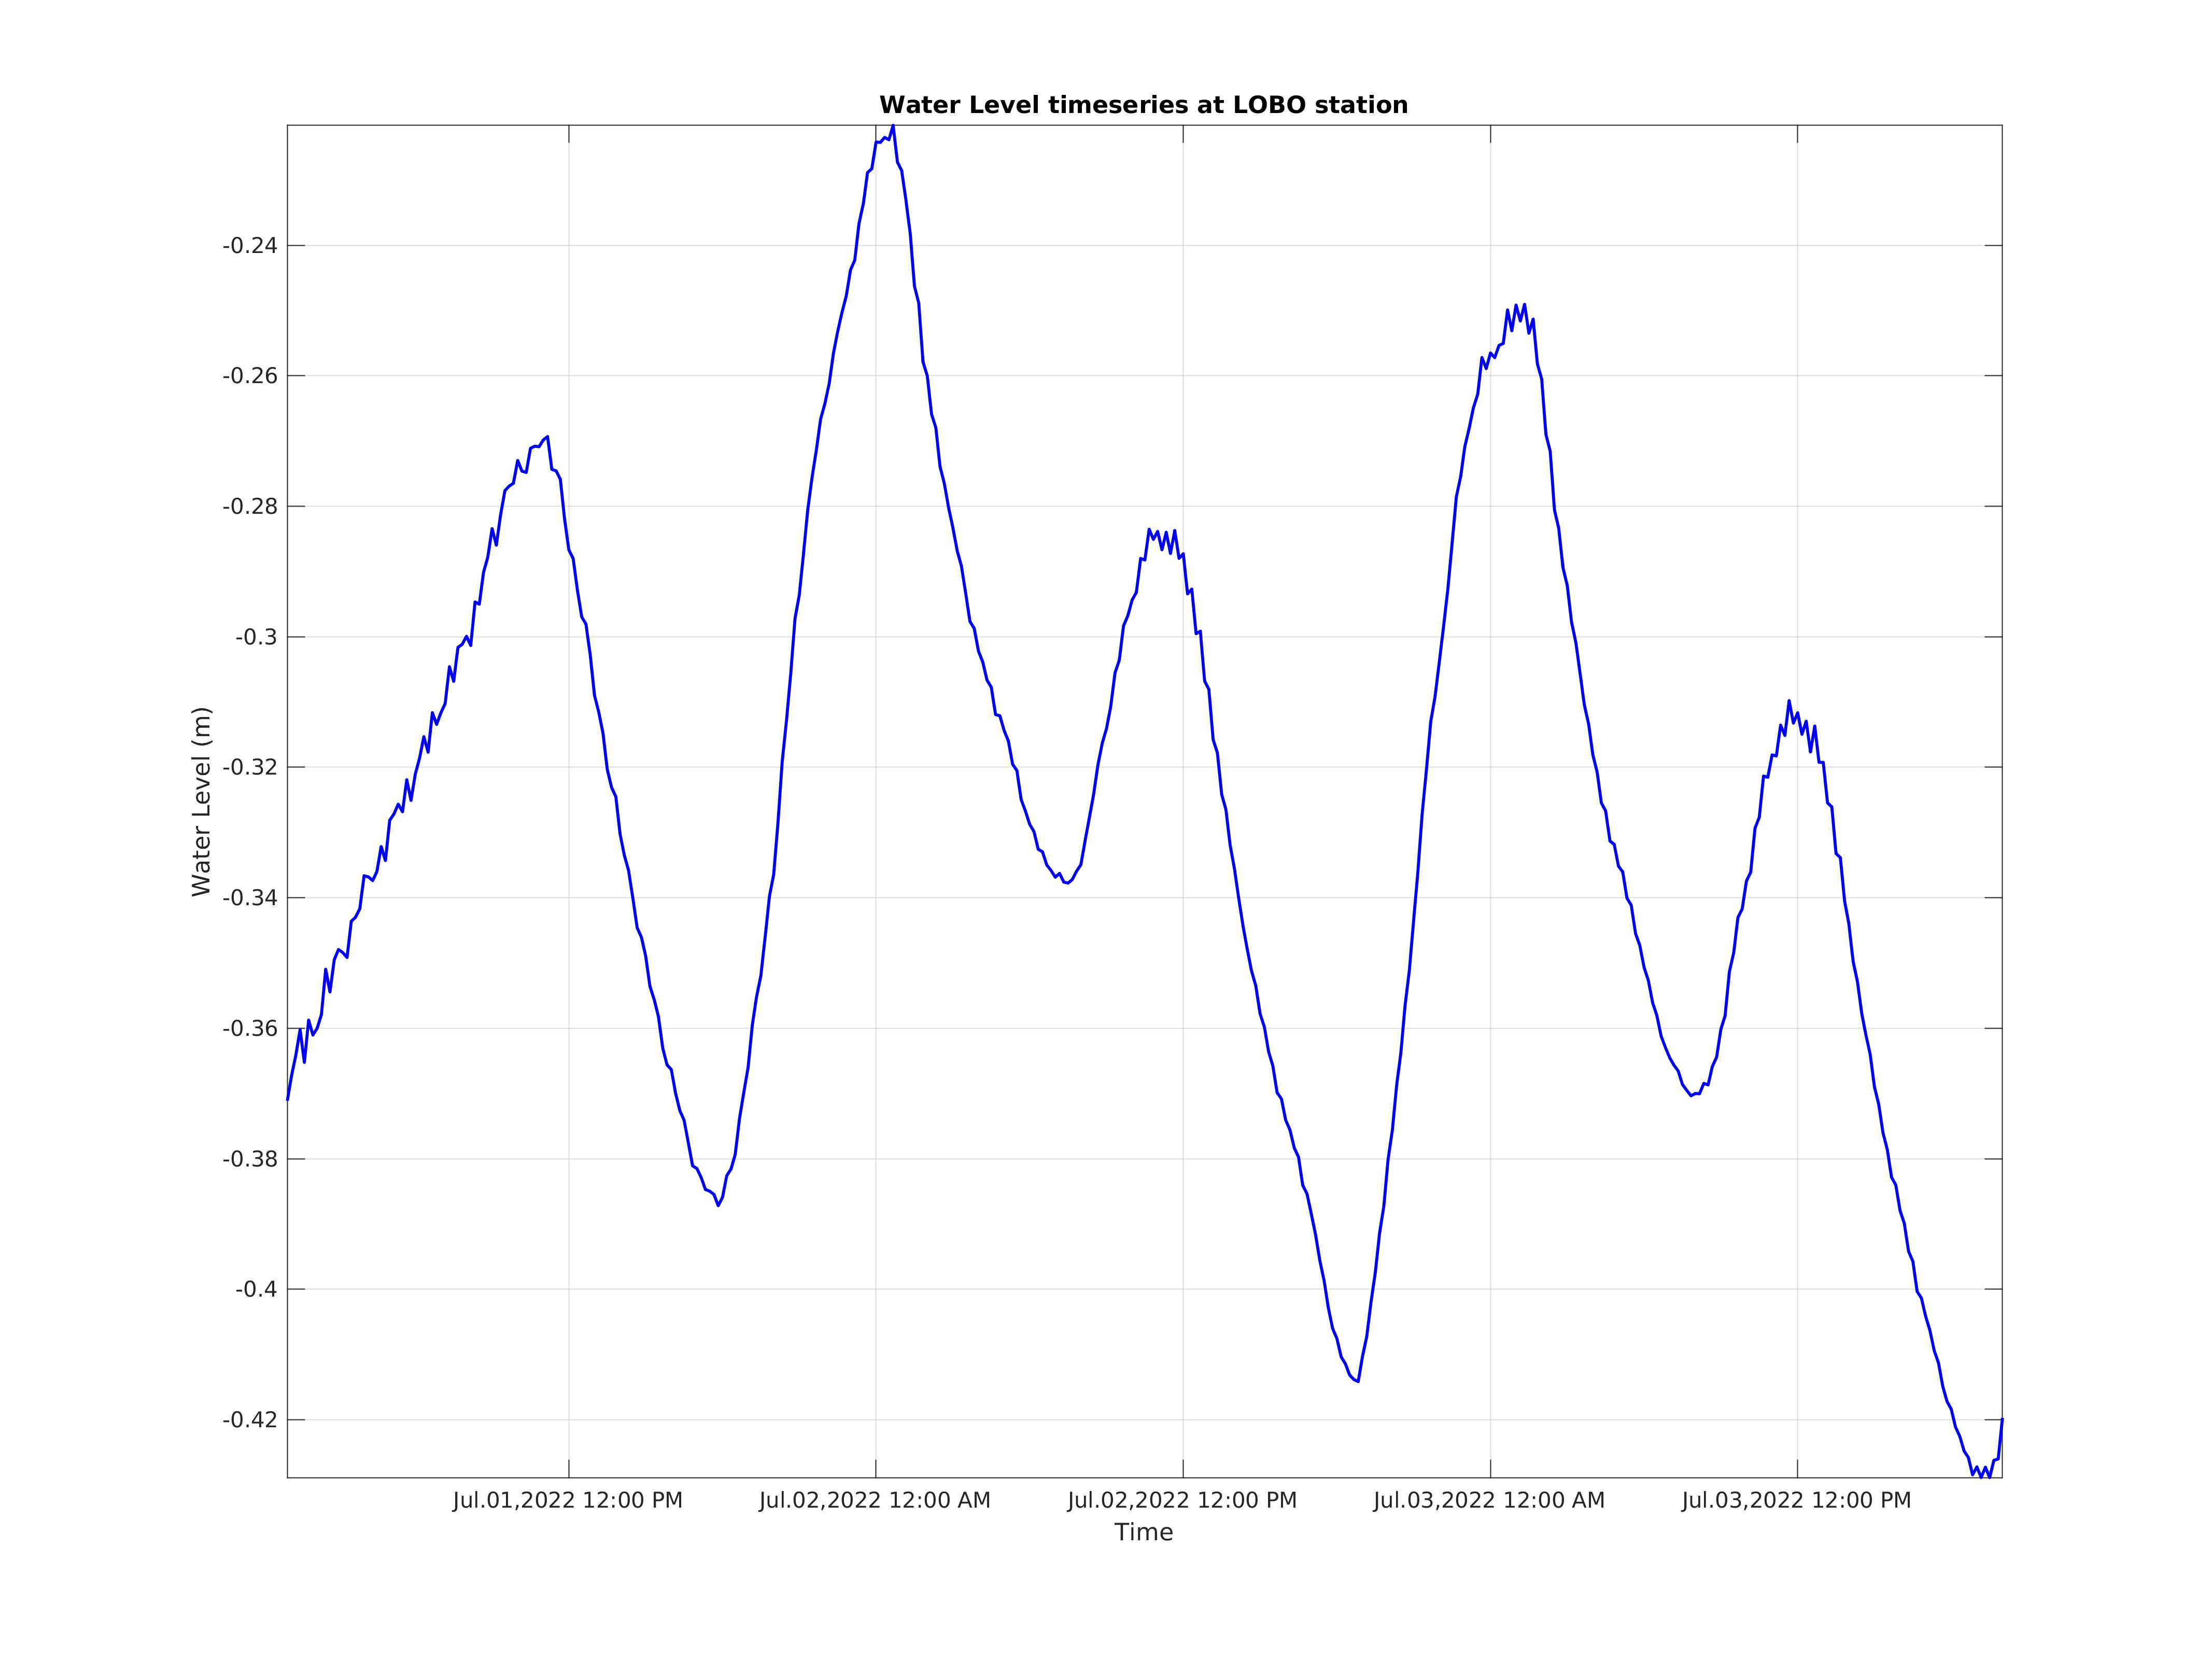 Water Level timeseries at LOBO station
-0.24
-0.26
-0.28
-0.3
-0.32
-0.34
-0.36
-0.38
-0.4
-0.42
Water Level (m)
Jul.01,2022 12:00 PM
Jul.02,2022 12:00 AM
Jul.02,2022 12:00 PM
Jul.03,2022 12:00 AM
Jul.03,2022 12:00 PM
Time